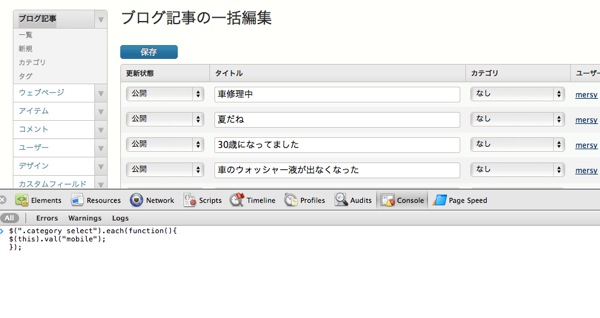 ブログ記事
一覧
新規
カテゴリ
タグ
ウェブページ
アイテム
コメント
ユーザー
デザイン
カスタムフィールド
ブログ記事の一括編集
保存
更新状態 タイトル カテゴリ ユーザー
公開 車修理中 なし mersy
公開 夏だね なし mersy
公開 30歳になってました なし mersy
公開 車のウォッシャー液が出なくなった なし mersy
Elements Resources Network Scripts Timeline Profiles Audits Console Page Speed
All Errors Warnings Logs
$(".category select").each(function(){
$(this).val("mobile");
});